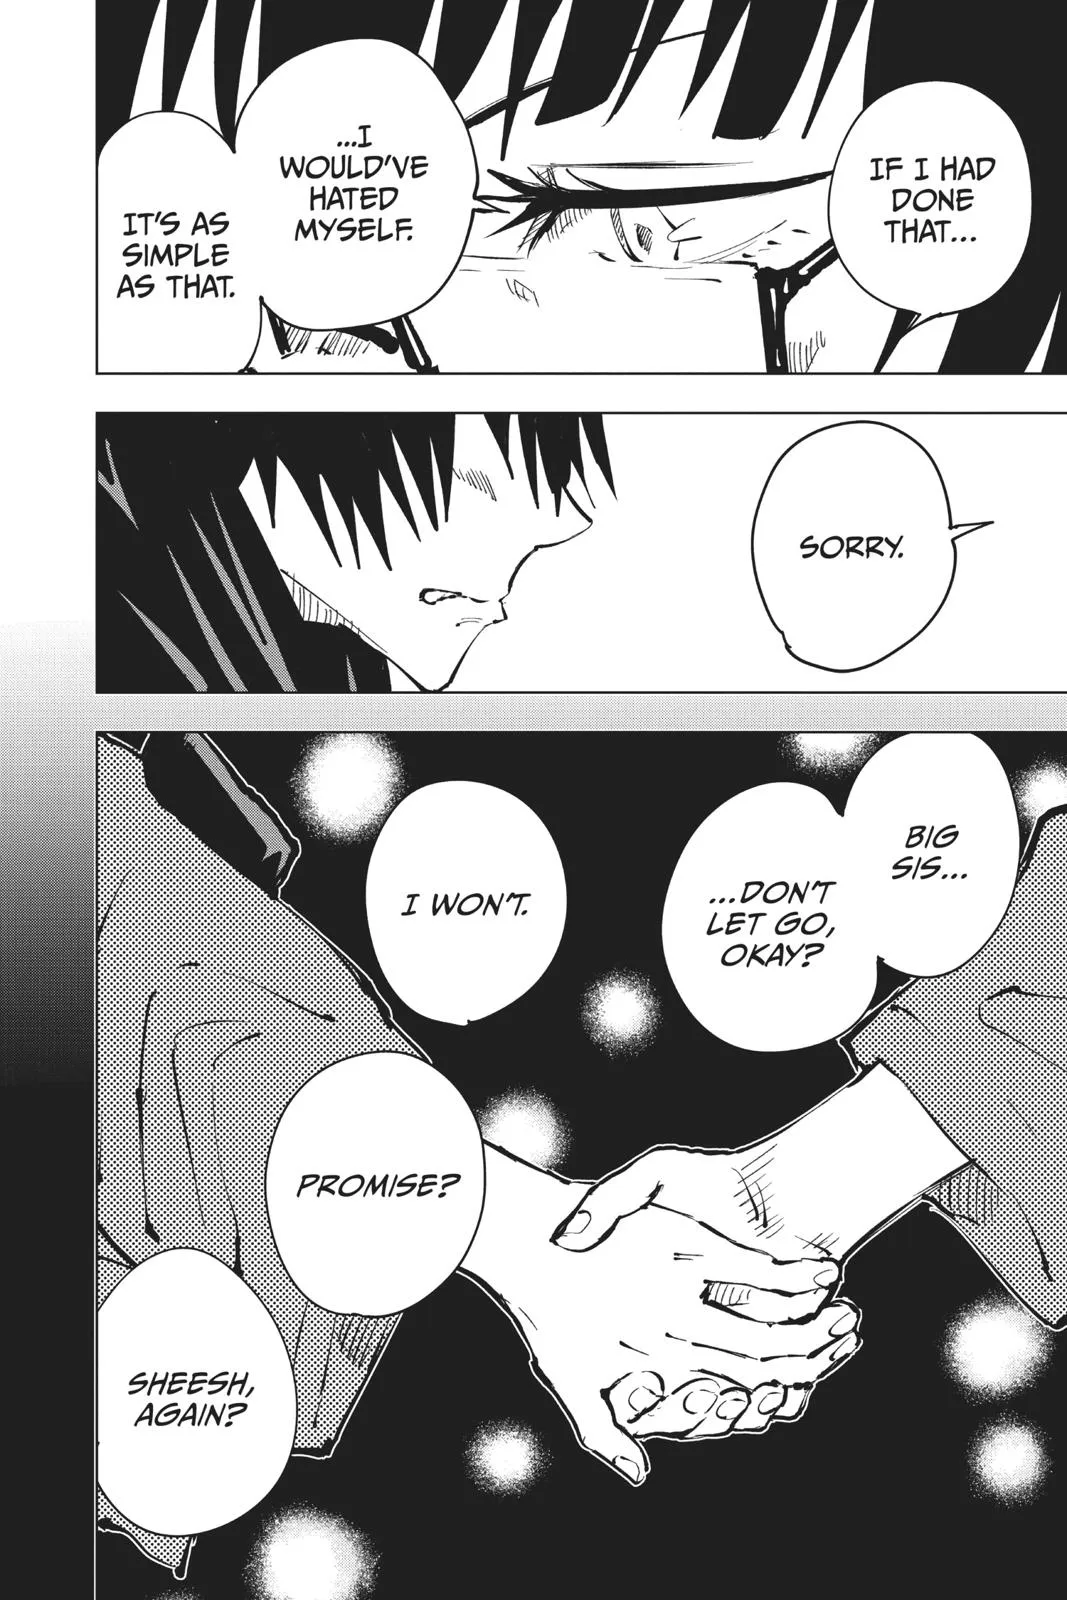 IF I HAD
DONE
THAT...
...I
WOULD'VE
HATED
MYSELF.
IT'S AS
SIMPLE
AS THAT.
SORRY.
BIG
SIS...
...DON'T
LET GO,
OKAY?
I WON'T.
PROMISE?
SHEESH,
AGAIN?